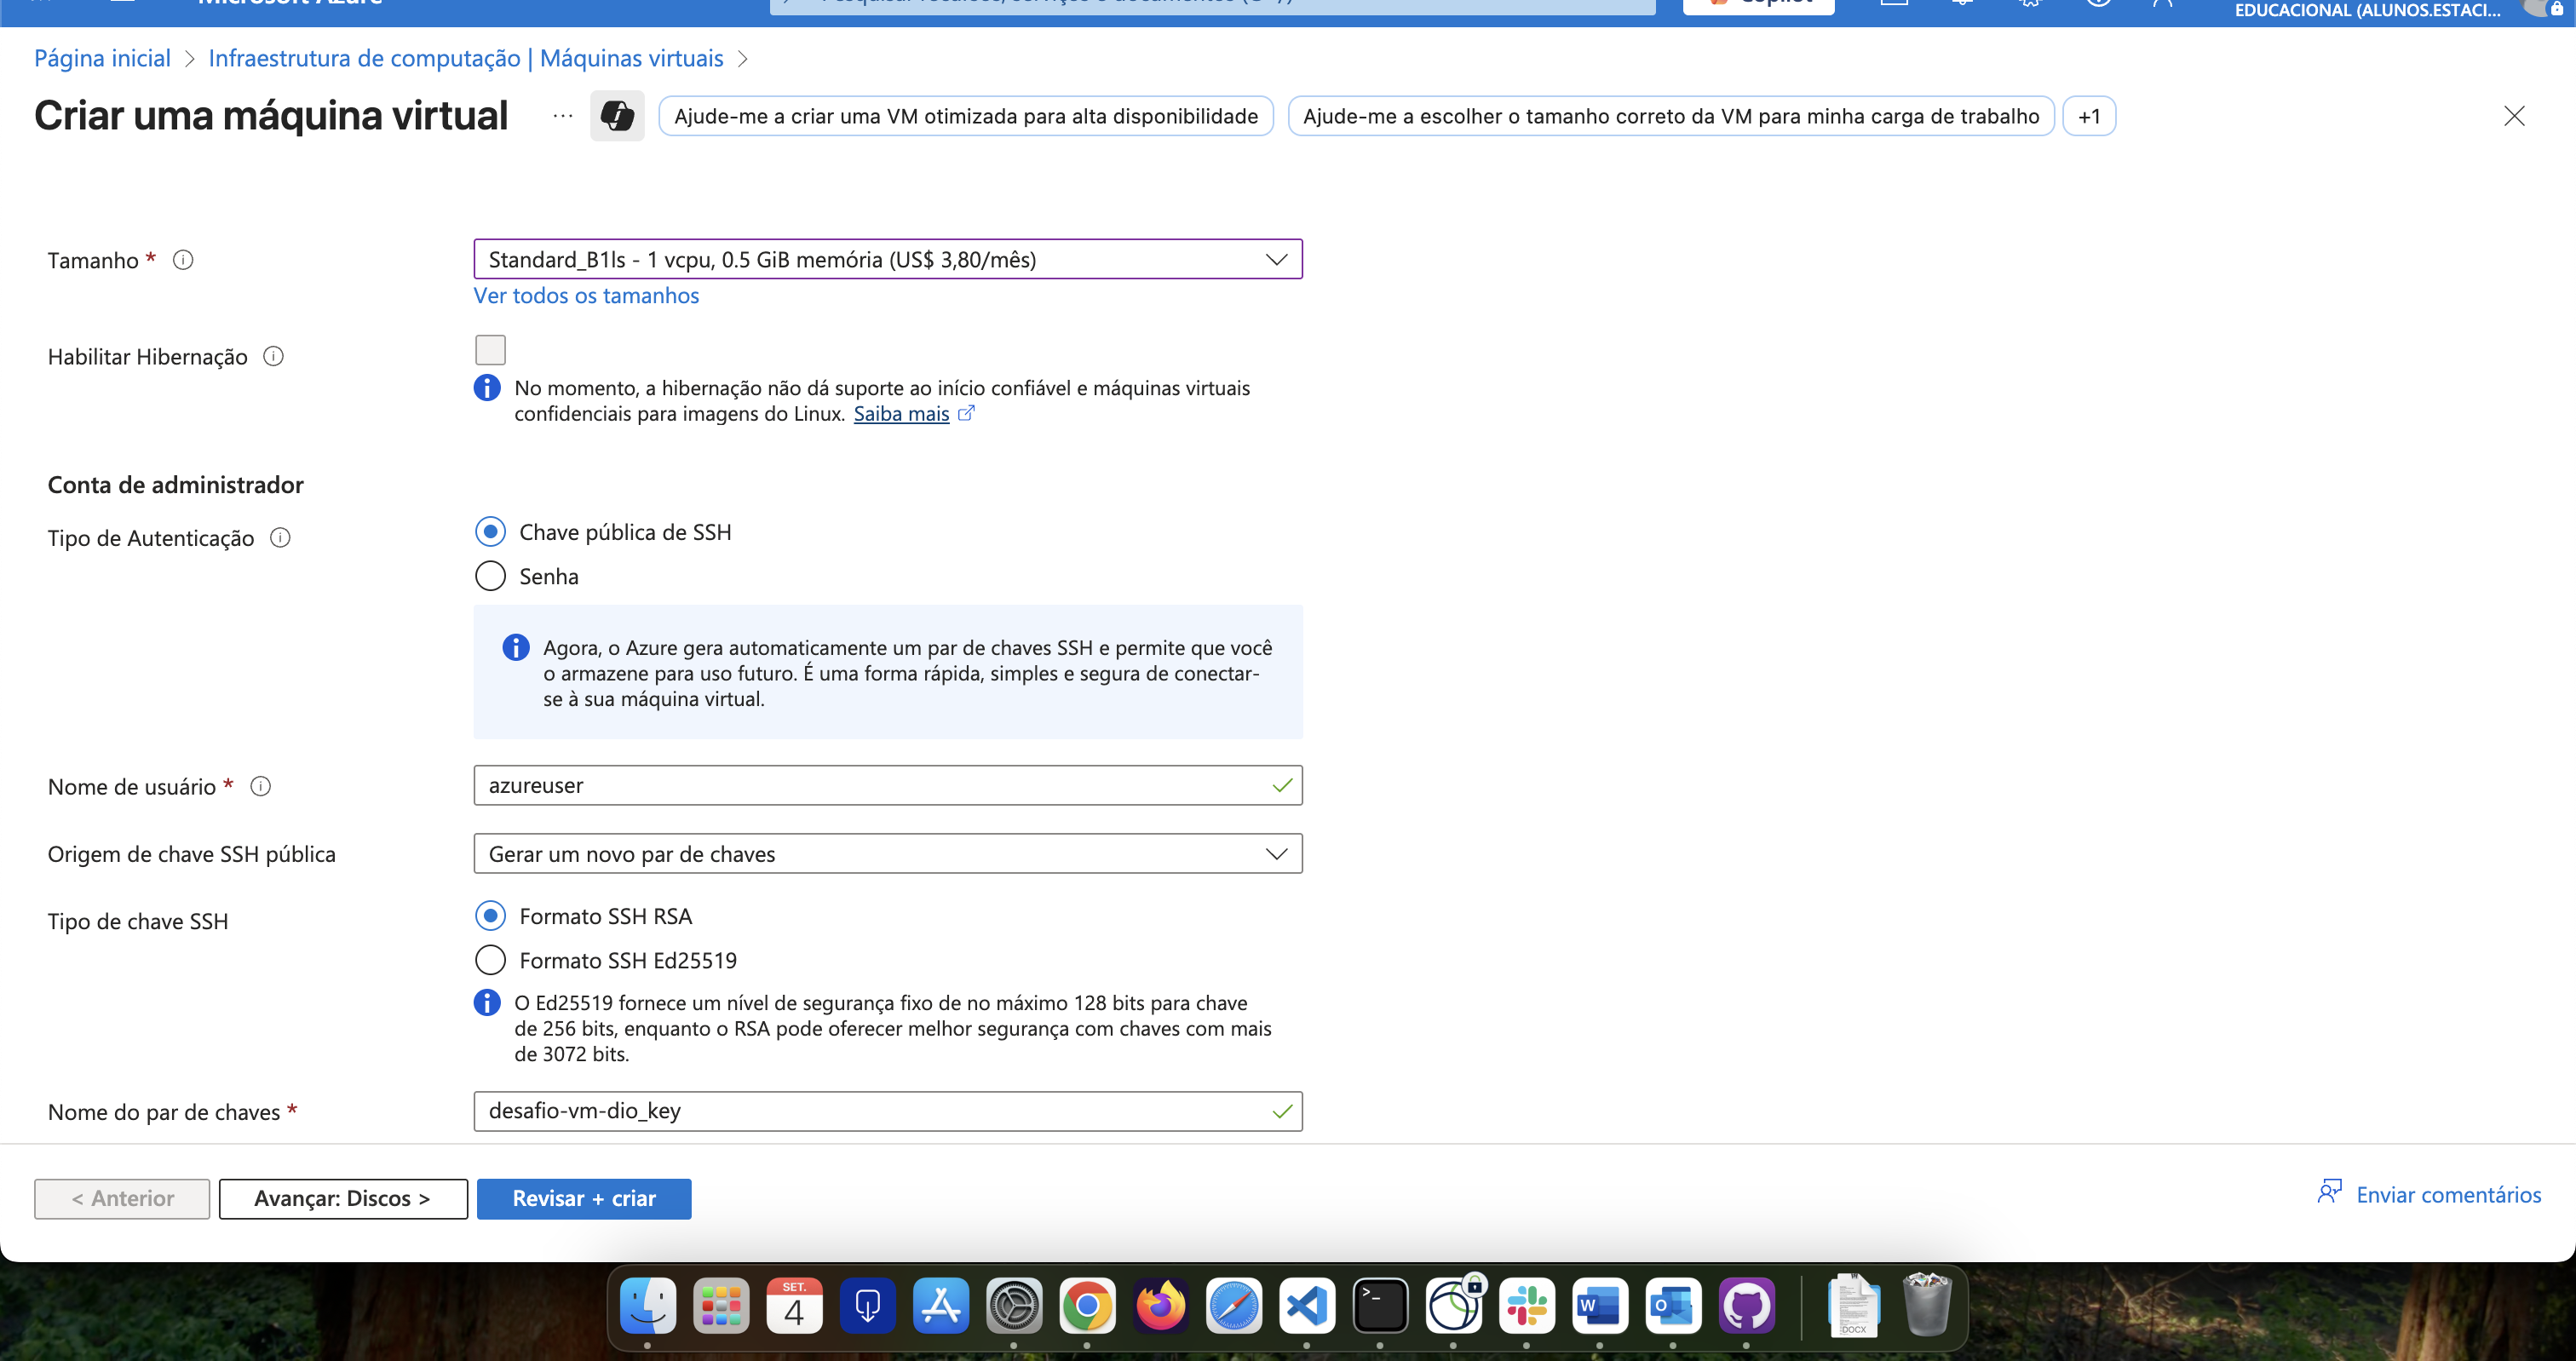 Microsoft Azure
Copilot
EDUCACIONAL (ALUNOS.ESTACI...
Página inicial > Infraestrutura de computação | Máquinas virtuais >
Criar uma máquina virtual ...
Ajude-me a criar uma VM otimizada para alta disponibilidade
Ajude-me a escolher o tamanho correto da VM para minha carga de trabalho
+1
Tamanho *
Standard_B1ls - 1 vcpu, 0.5 GiB memória (US$ 3,80/mês)
Ver todos os tamanhos
Habilitar Hibernação
No momento, a hibernação não dá suporte ao início confiável e máquinas virtuais
confidenciais para imagens do Linux. Saiba mais
Conta de administrador
Tipo de Autenticação
Chave pública de SSH
Senha
Agora, o Azure gera automaticamente um par de chaves SSH e permite que você
o armazene para uso futuro. É uma forma rápida, simples e segura de conectar-
se à sua máquina virtual.
Nome de usuário *
azureuser
Origem de chave SSH pública
Gerar um novo par de chaves
Tipo de chave SSH
Formato SSH RSA
Formato SSH Ed25519
O Ed25519 fornece um nível de segurança fixo de no máximo 128 bits para chave
de 256 bits, enquanto o RSA pode oferecer melhor segurança com chaves com mais
de 3072 bits.
Nome do par de chaves *
desafio-vm-dio_key
< Anterior
Avançar: Discos >
Revisar + criar
Enviar comentários
SET.
4
>_
W
O
W
DOCX